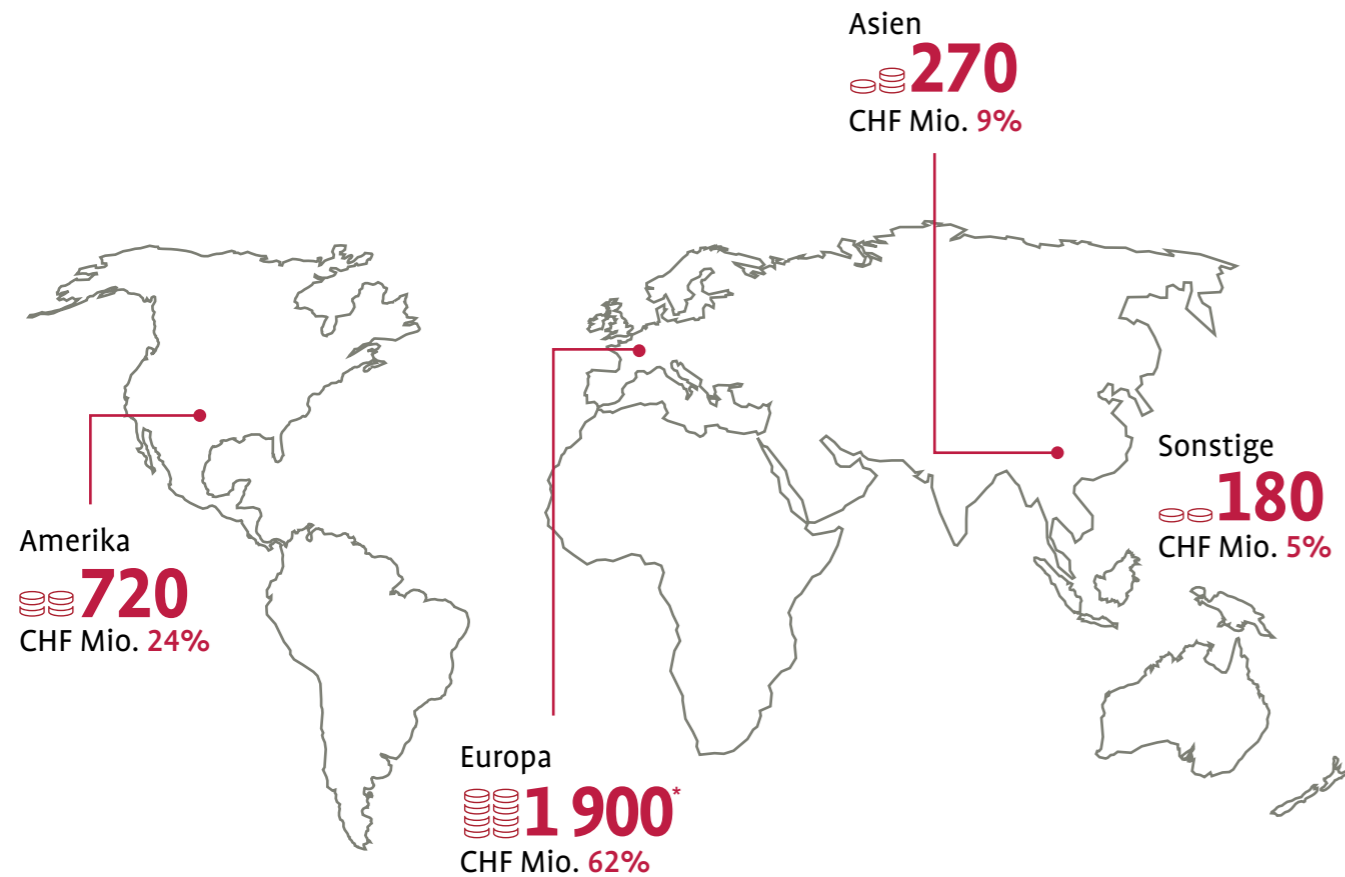 Asien
270
CHF Mio. 9%
Sonstige
180
CHF Mio. 5%
Amerika
720
CHF Mio. 24%
Europa
1 900*
CHF Mio. 62%